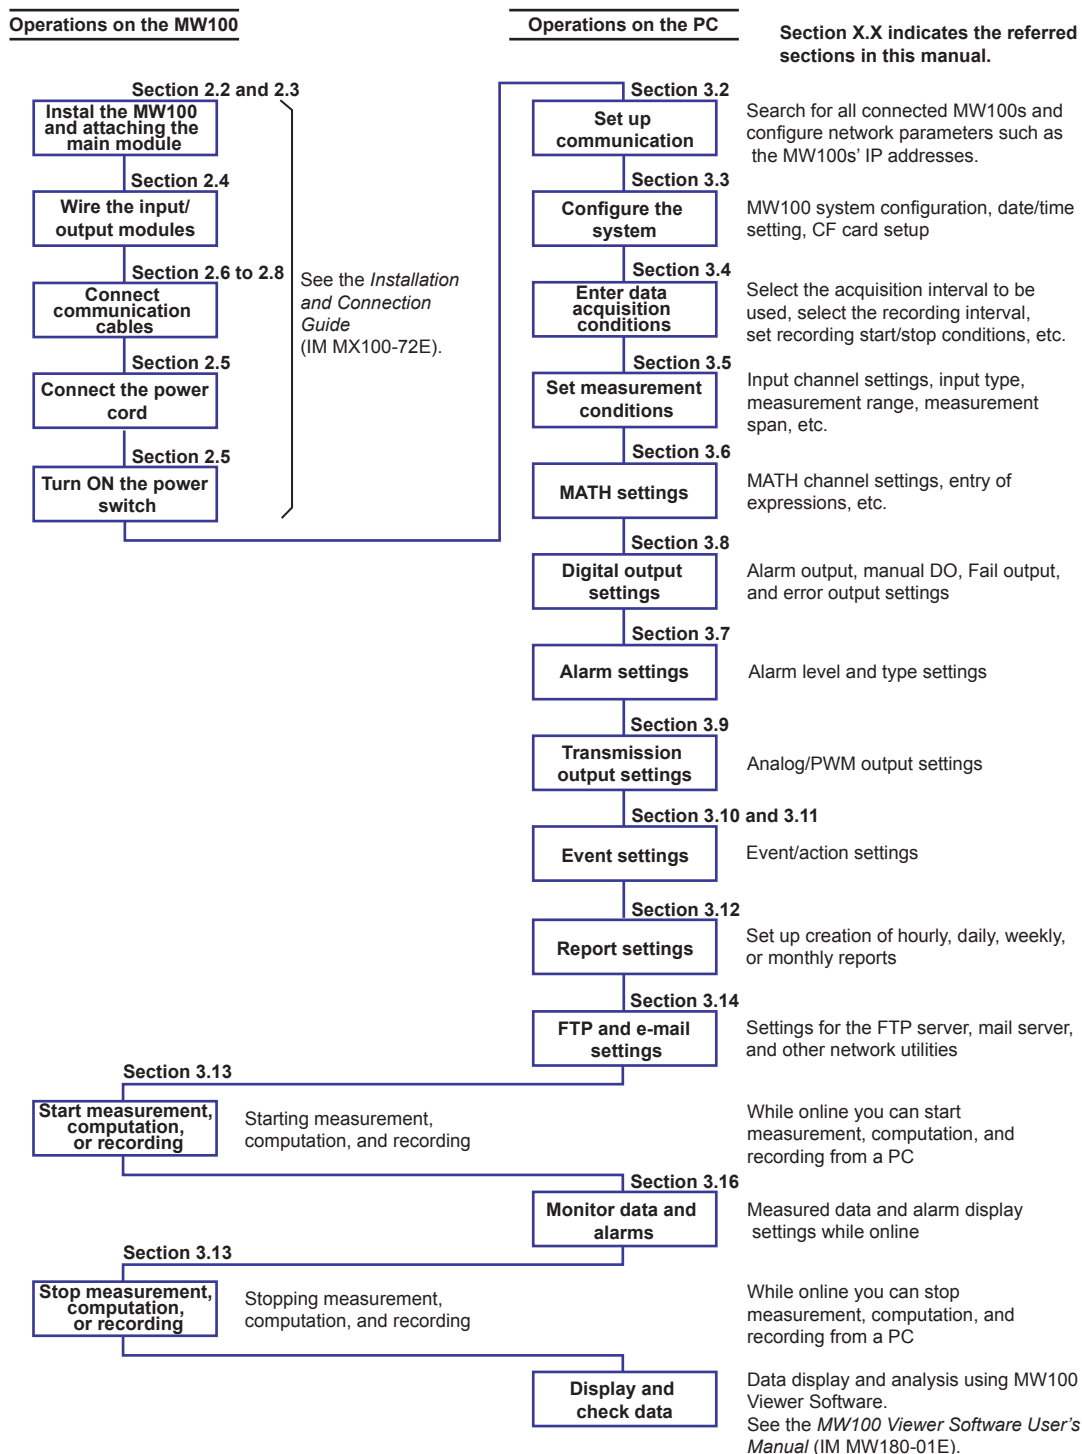 Operations on the MW100
Operations on the PC
Section X.X indicates the referred
sections in this manual.
Section 2.2 and 2.3
Instal the MW100
and attaching the
main module
Section 2.4
Wire the input/
output modules
Section 2.6 to 2.8
Connect
communication
cables
Section 2.5
Connect the power
cord
Section 2.5
Turn ON the power
switch
See the Installation
and Connection
Guide
(IM MX100-72E).
Section 3.2
Set up
communication
Search for all connected MW100s and
configure network parameters such as
the MW100s' IP addresses.
Section 3.3
Configure the
system
MW100 system configuration, date/time
setting, CF card setup
Section 3.4
Enter data
acquisition
conditions
Select the acquisition interval to be
used, select the recording interval,
set recording start/stop conditions, etc.
Section 3.5
Set measurement
conditions
Input channel settings, input type,
measurement range, measurement
span, etc.
Section 3.6
MATH settings
MATH channel settings, entry of
expressions, etc.
Section 3.8
Digital output
settings
Alarm output, manual DO, Fail output,
and error output settings
Section 3.7
Alarm settings
Alarm level and type settings
Section 3.9
Transmission
output settings
Analog/PWM output settings
Section 3.10 and 3.11
Event settings
Event/action settings
Section 3.12
Report settings
Set up creation of hourly, daily, weekly,
or monthly reports
Section 3.14
FTP and e-mail
settings
Settings for the FTP server, mail server,
and other network utilities
Section 3.13
Start measurement,
computation,
or recording
Starting measurement,
computation, and recording
While online you can start
measurement, computation, and
recording from a PC
Section 3.16
Monitor data and
alarms
Measured data and alarm display
settings while online
Section 3.13
Stop measurement,
computation,
or recording
Stopping measurement,
computation, and recording
While online you can stop
measurement, computation, and
recording from a PC
Display and
check data
Data display and analysis using MW100
Viewer Software.
See the MW100 Viewer Software User's
Manual (IM MW180-01E).